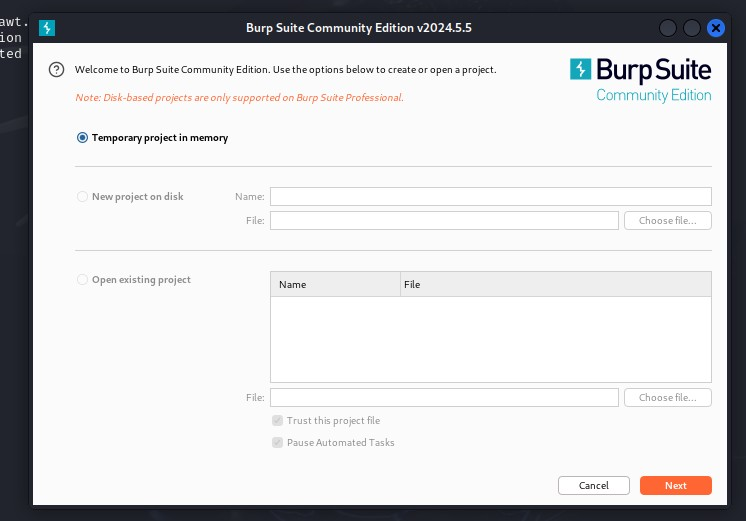 awt.
ion
ted
Burp Suite Community Edition v2024.5.5
Welcome to Burp Suite Community Edition. Use the options below to create or open a project.
Note: Disk-based projects are only supported on Burp Suite Professional.
Burp Suite
Community Edition
Temporary project in memory
New project on disk
Name:
File:
Choose file...
Open existing project
Name
File
File:
Choose file...
Trust this project file
Pause Automated Tasks
Cancel
Next